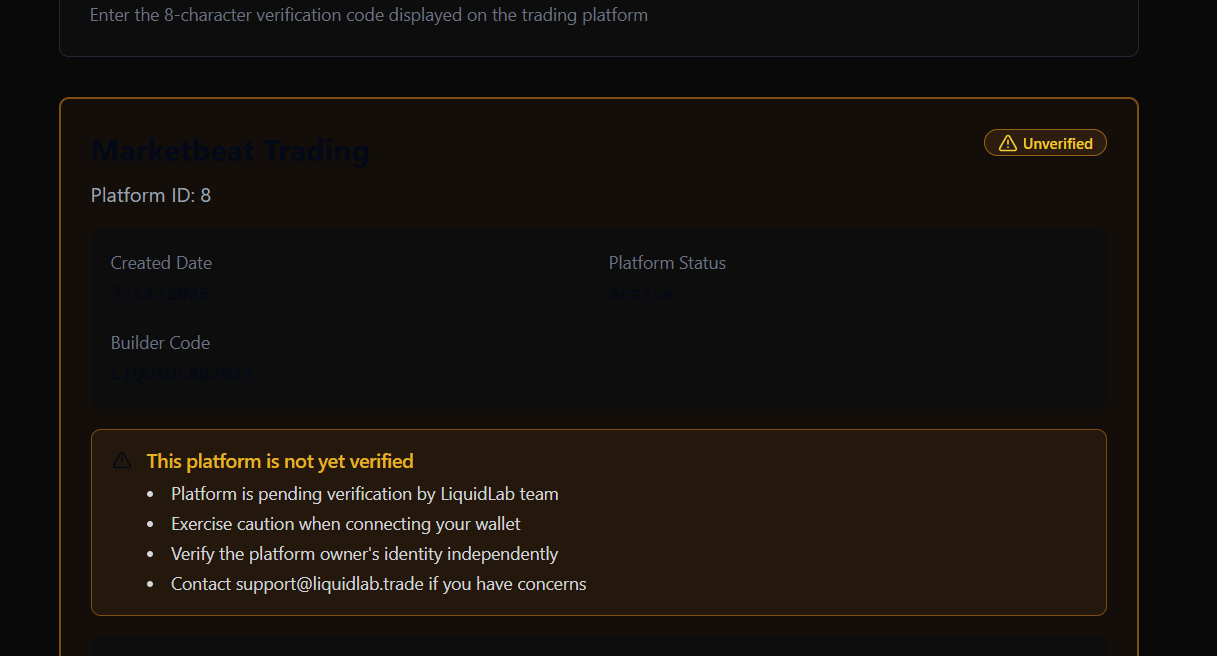 Enter the 8-character verification code displayed on the trading platform
Marketbeat Trading
Unverified
Platform ID: 8
Created Date
7/14/2025
Platform Status
Active
Builder Code
LIQUIDLAB2025
This platform is not yet verified
• Platform is pending verification by LiquidLab team
• Exercise caution when connecting your wallet
• Verify the platform owner's identity independently
• Contact support@liquidlab.trade if you have concerns